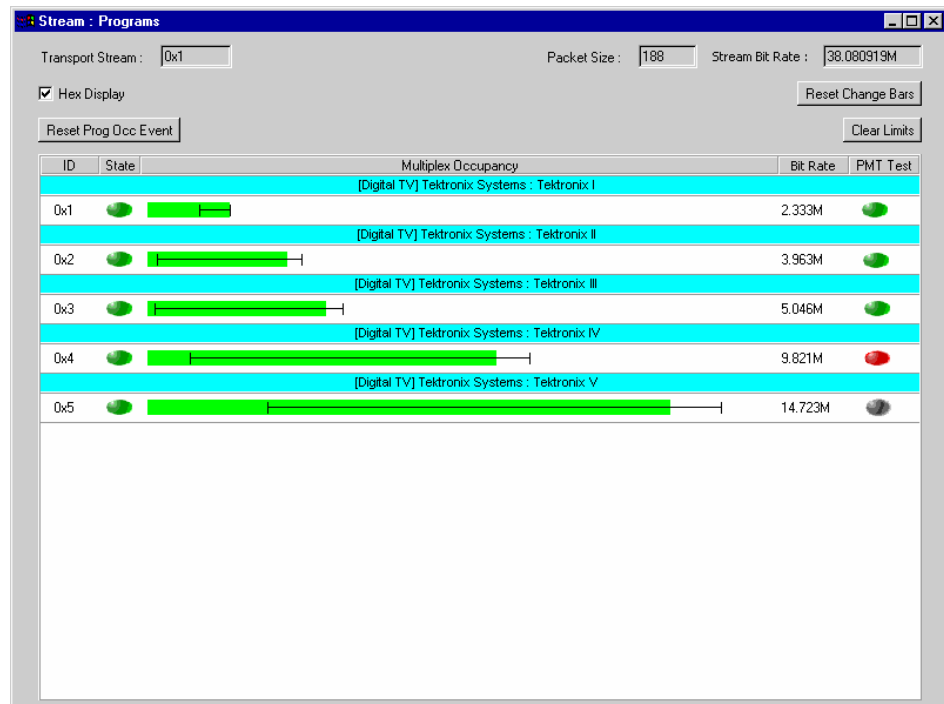 Stream : Programs
Transport Stream : 0x1 Packet Size : 188 Stream Bit Rate : 38.080919M
Hex Display Reset Change Bars
Reset Prog Occ Event Clear Limits
ID State Multiplex Occupancy Bit Rate PMT Test
[Digital TV] Tektronix Systems : Tektronix I
0x1 2.333M
[Digital TV] Tektronix Systems : Tektronix II
0x2 3.963M
[Digital TV] Tektronix Systems : Tektronix III
0x3 5.046M
[Digital TV] Tektronix Systems : Tektronix IV
0x4 9.821M
[Digital TV] Tektronix Systems : Tektronix V
0x5 14.723M